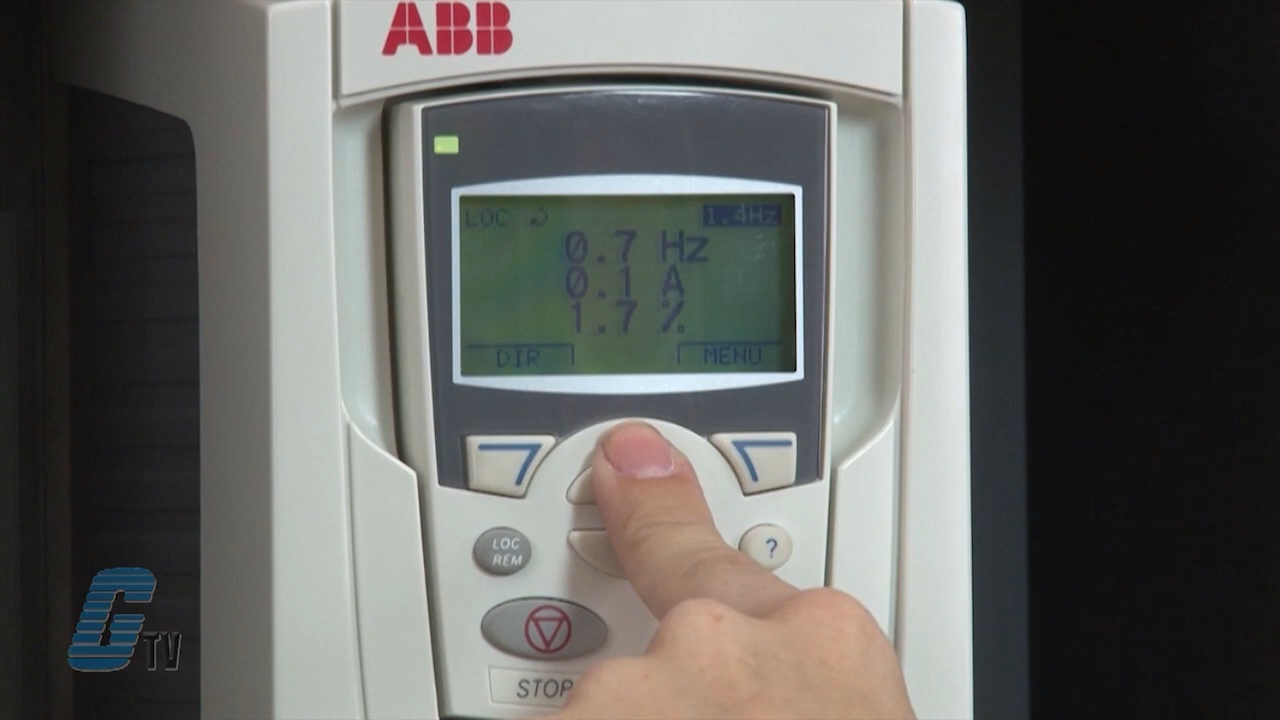 ABB
LOC 1.4Hz
0.7 Hz
0.1 A
1.7 %
DIR MENU
LOC
REM
?
STOP
G TV